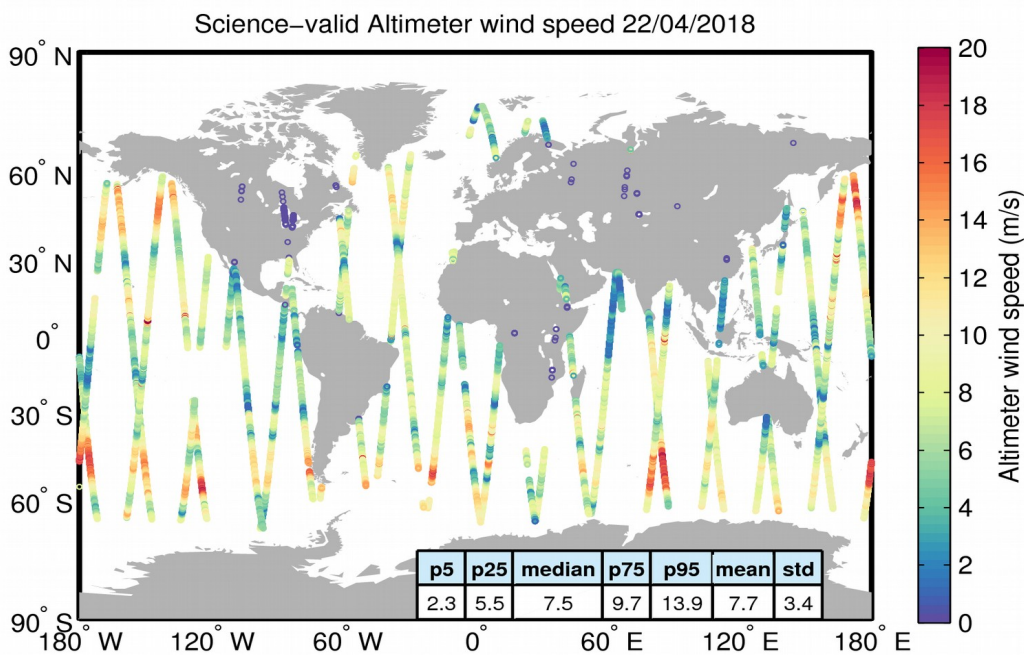 Science–valid Altimeter wind speed 22/04/2018
90° N
60° N
30° N
0°
30° S
60° S
90° S
180° W
120° W
60° W
0°
60° E
120° E
180° E
p5 p25 median p75 p95 mean std
2.3 5.5 7.5 9.7 13.9 7.7 3.4
20
18
16
14
12
10
8
6
4
2
0
Altimeter wind speed (m/s)